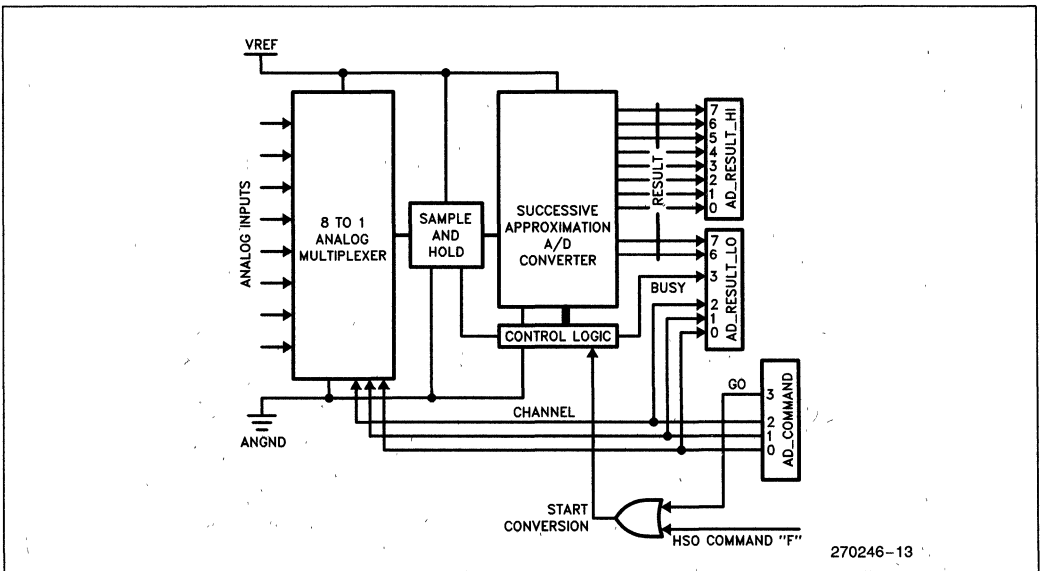 VREF
ANALOG INPUTS
8 TO 1
ANALOG
MULTIPLEXER
SAMPLE
AND
HOLD
SUCCESSIVE
APPROXIMATION
A/D
CONVERTER
RESULT
7
6
5
4
3
2
1
0
AD_RESULT_HI
7
6
3
2
1
0
AD_RESULT_LO
BUSY
CONTROL LOGIC
ANGND
CHANNEL
GO
3
2
1
0
AD_COMMAND
START
CONVERSION
HSO COMMAND "F"
270246-13